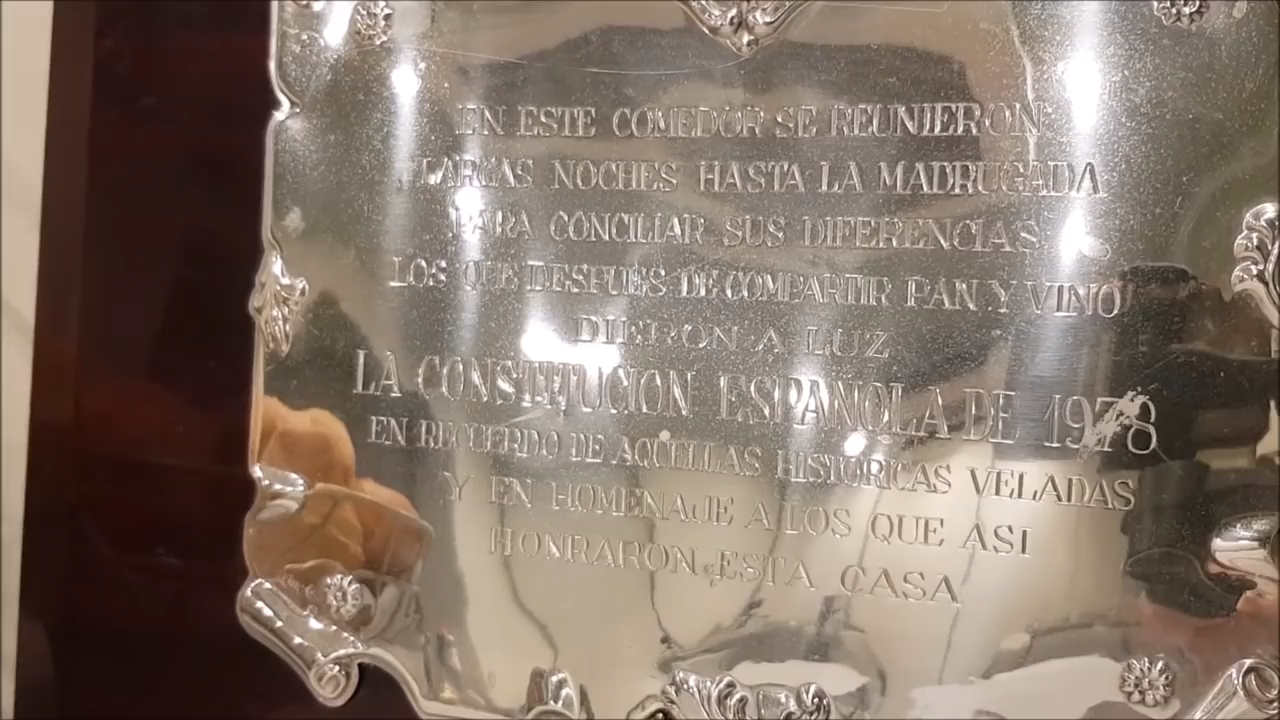 EN ESTE COMEDOR SE REUNIERON
LARGAS NOCHES HASTA LA MADRUGADA
PARA CONCILIAR SUS DIFERENCIAS
LOS QUE DESPUES DE COMPARTIR PAN Y VINO
DIERON A LUZ
LA CONSTITUCION ESPAÑOLA DE 1978
EN RECUERDO DE AQUELLAS HISTORICAS VELADAS
Y EN HOMENAJE A LOS QUE ASI
HONRARON ESTA CASA